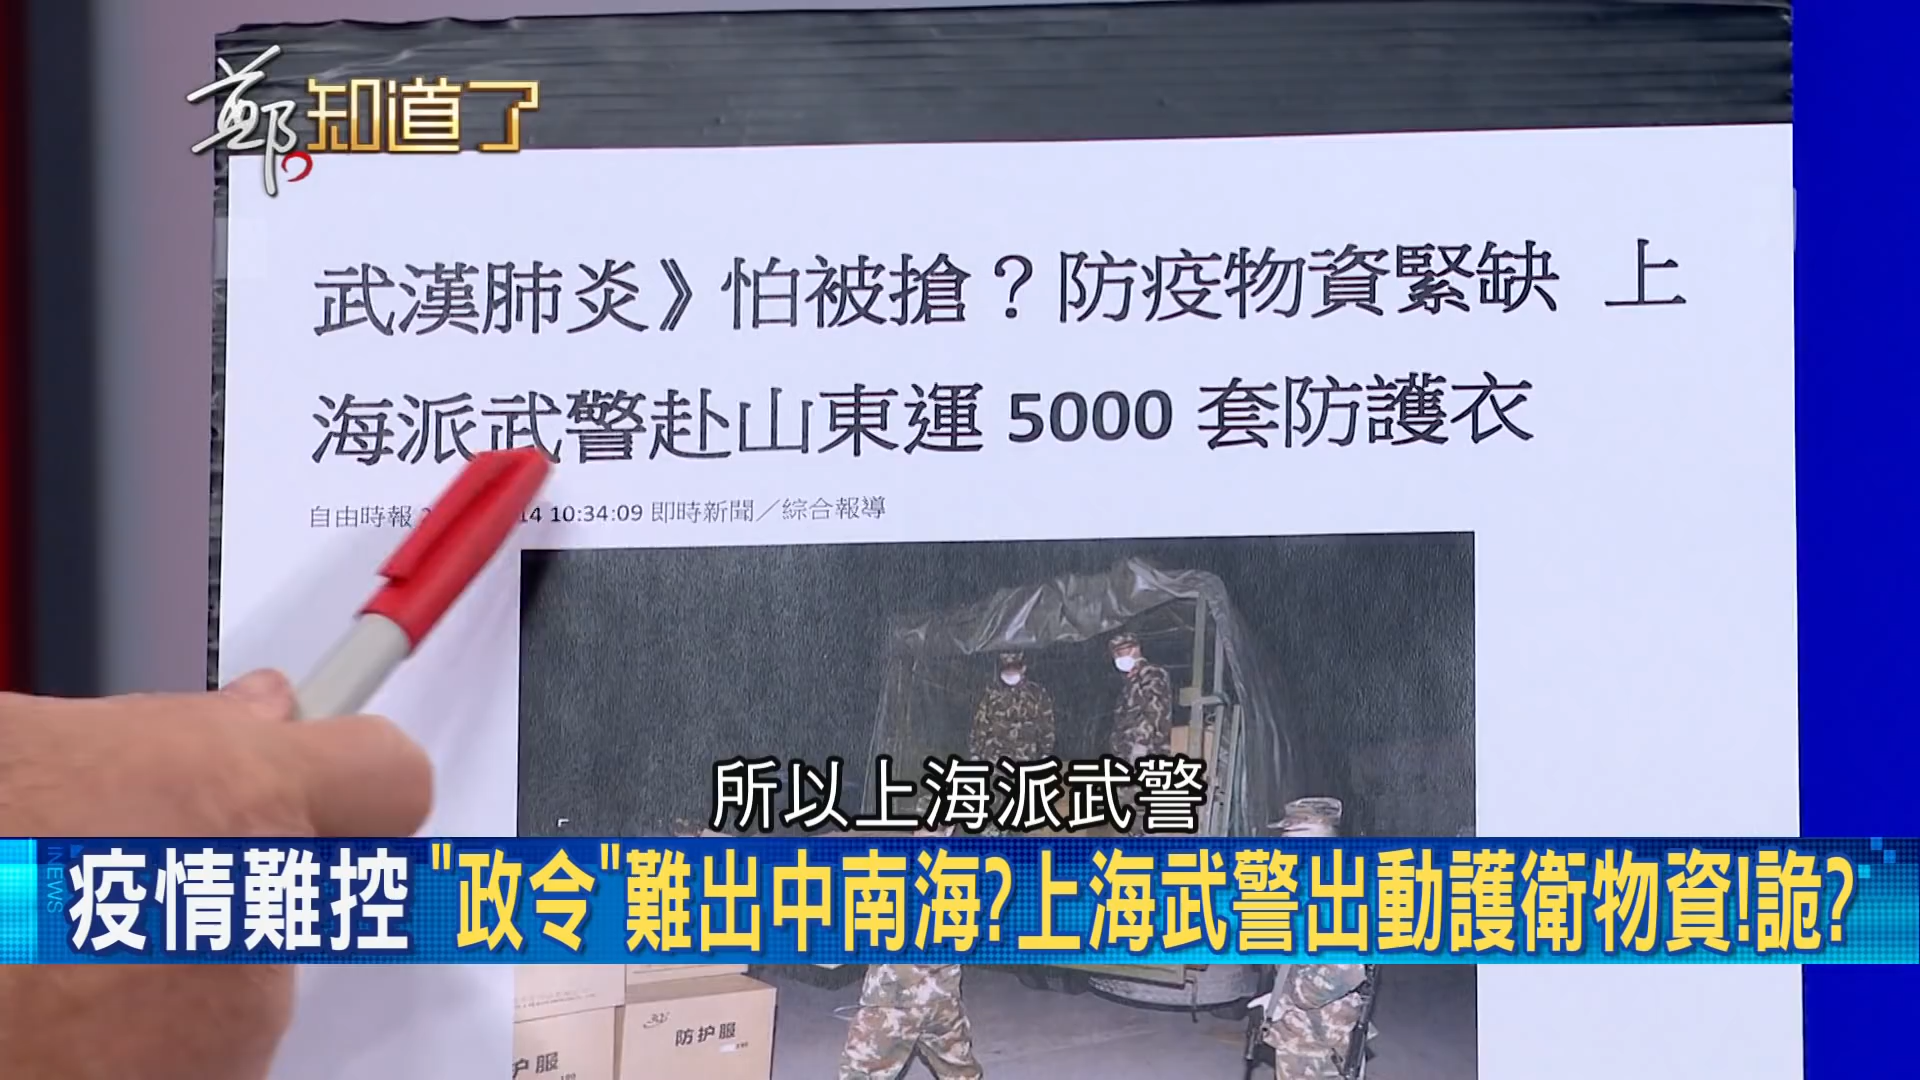 鄭知道了
武漢肺炎》怕被搶？防疫物資緊缺 上
海派武警赴山東運 5000 套防護衣
自由時報 14 10:34:09 即時新聞／綜合報導
所以上海派武警
INEWS
疫情難控 "政令"難出中南海?上海武警出動護衛物資!詭?
防护服
护服